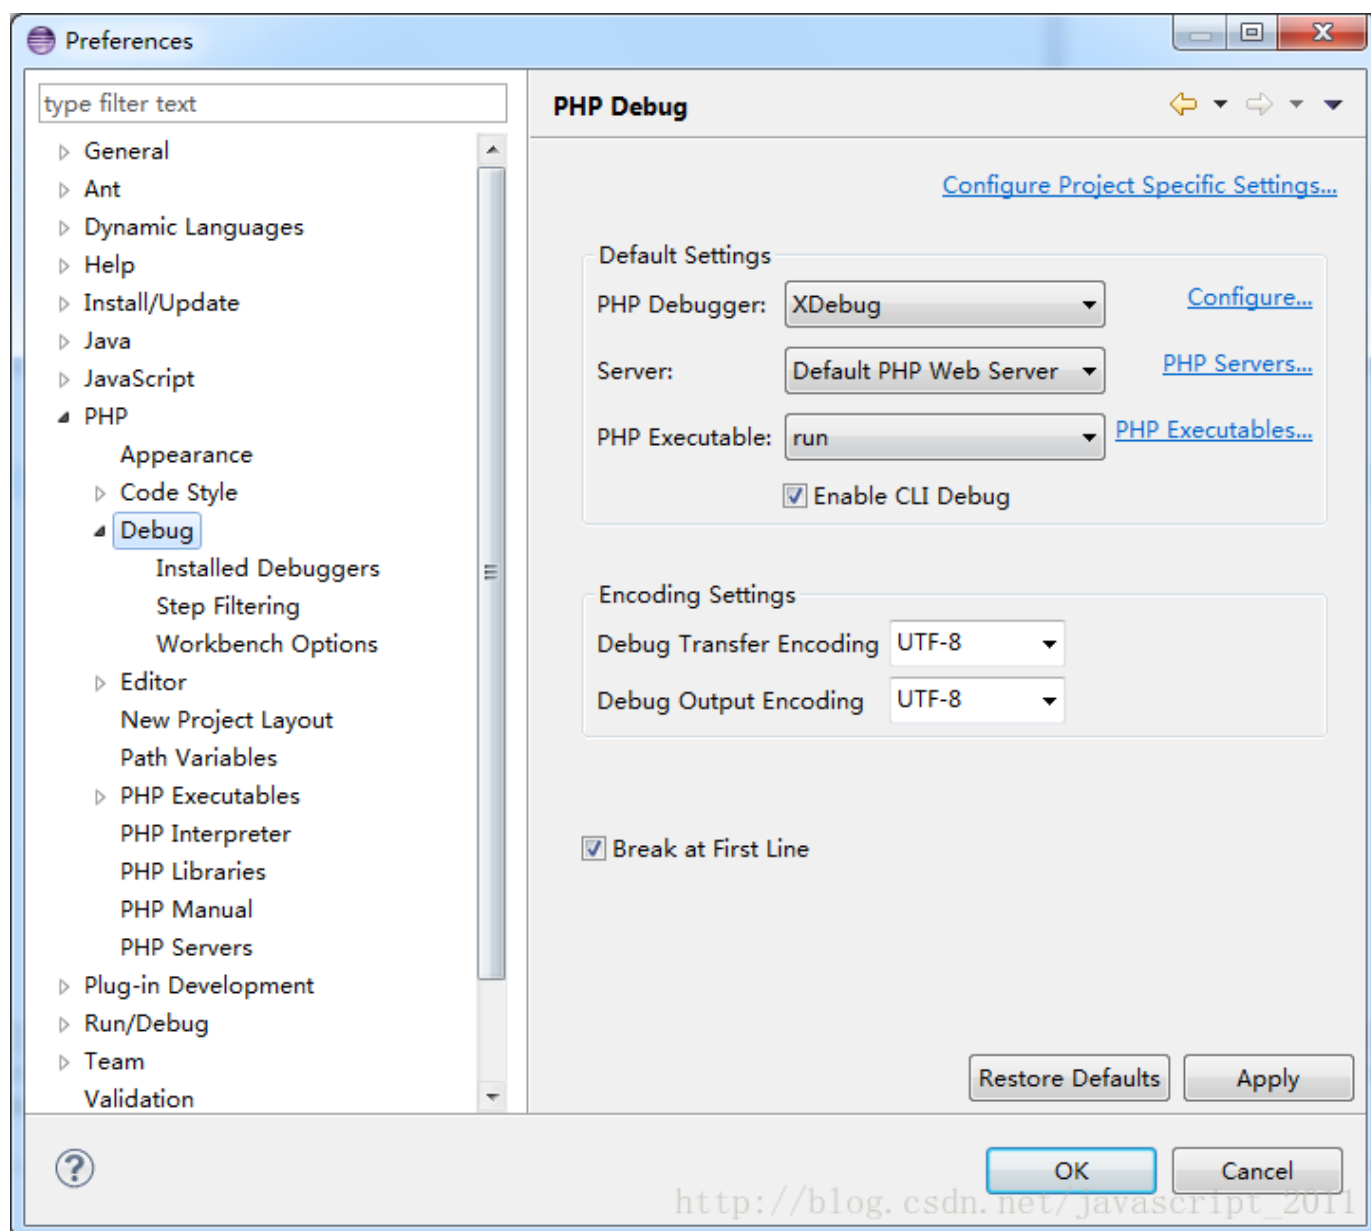 Preferences
type filter text
General
Ant
Dynamic Languages
Help
Install/Update
Java
JavaScript
PHP
Appearance
Code Style
Debug
Installed Debuggers
Step Filtering
Workbench Options
Editor
New Project Layout
Path Variables
PHP Executables
PHP Interpreter
PHP Libraries
PHP Manual
PHP Servers
Plug-in Development
Run/Debug
Team
Validation
PHP Debug
Configure Project Specific Settings...
Default Settings
PHP Debugger: XDebug Configure...
Server: Default PHP Web Server PHP Servers...
PHP Executable: run PHP Executables...
Enable CLI Debug
Encoding Settings
Debug Transfer Encoding UTF-8
Debug Output Encoding UTF-8
Break at First Line
Restore Defaults Apply
OK Cancel
http://blog.csdn.net/javascript_2011